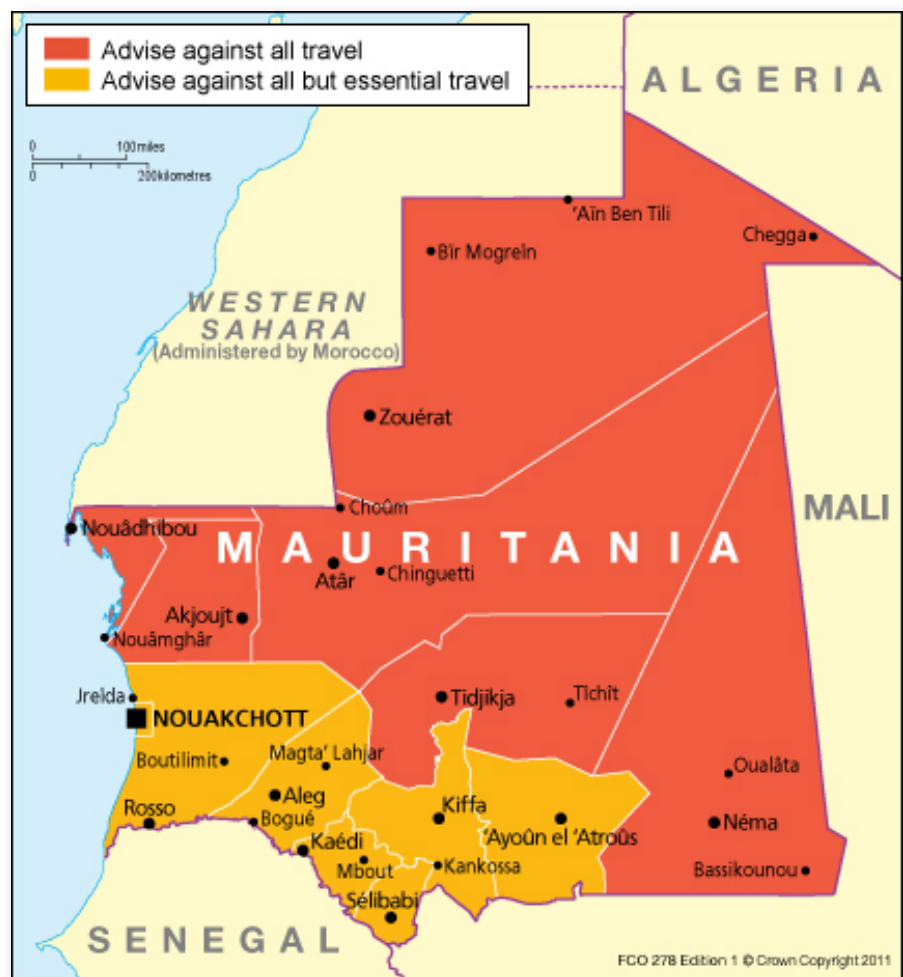 Advise against all travel
Advise against all but essential travel
ALGERIA
0 100miles
0 200kilometres
'Aïn Ben Tili
Chegga
Bîr Mogreïn
WESTERN
SAHARA
(Administered by Morocco)
Zouérat
Choûm
MALI
Nouâdhibou
MAURITANIA
Atâr
Chinguetti
Akjoujt
Nouâmghâr
Jreïda
Tidjikja
Tîchît
NOUAKCHOTT
Boutilimit
Magta' Lahjar
Oualâta
Aleg
Rosso
Bogué
Kiffa
'Ayoûn el 'Atroûs
Néma
Kaédi
Mbout
Kankossa
Bassikounou
Sélibabi
SENEGAL
FCO 278 Edition 1 © Crown Copyright 2011